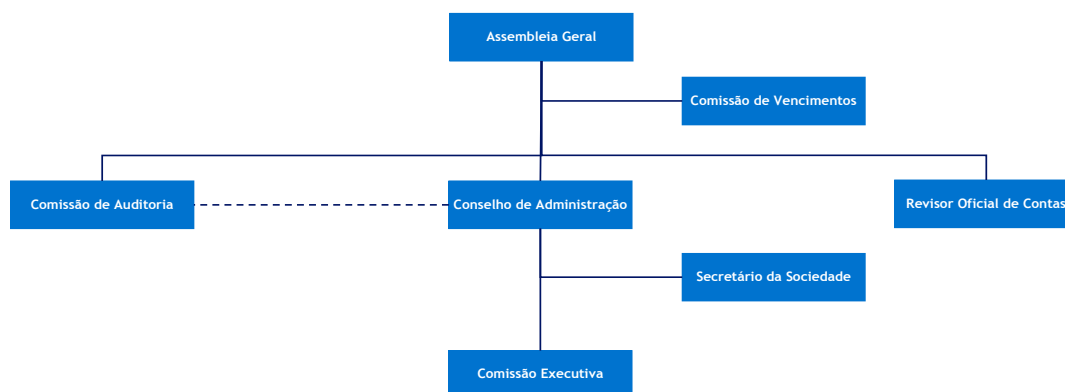 Assembleia Geral
Comissão de Vencimentos
Comissão de Auditoria
Conselho de Administração
Revisor Oficial de Contas
Secretário da Sociedade
Comissão Executiva